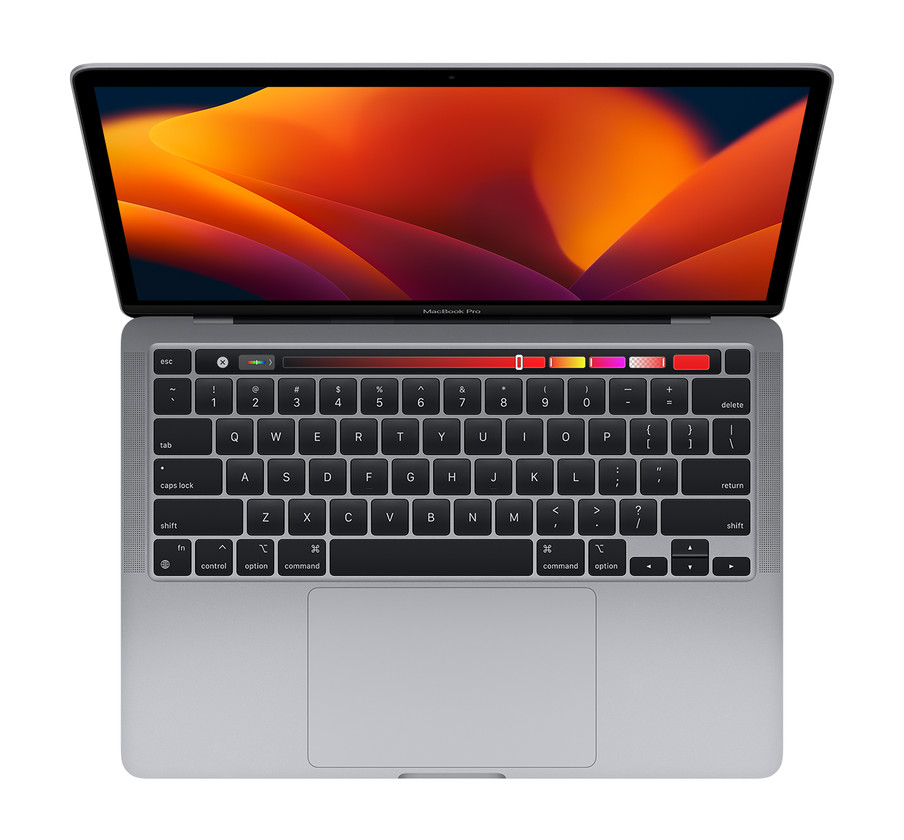 MacBook Pro
esc
~ ! @ # $ % ^ & * ( ) — +
` 1 2 3 4 5 6 7 8 9 0 - = delete
tab Q W E R T Y U I O P { [ } ] | \
caps lock A S D F G H J K L : ; " ' return
shift Z X C V B N M < , > . ? / shift
fn ^ ⌥ ⌘ ⌘ ⌥ ▲
control option command command option ◄ ▼ ►